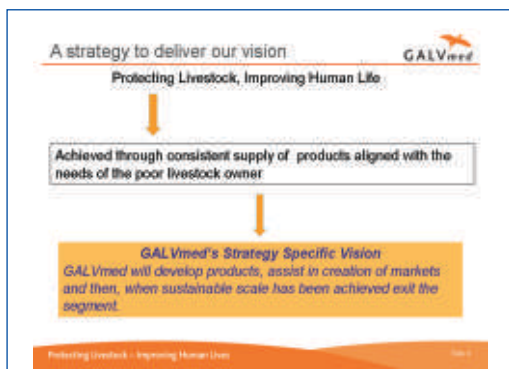 A strategy to deliver our vision
GALVmed
Protecting Livestock, Improving Human Life
Achieved through consistent supply of products aligned with the
needs of the poor livestock owner
GALVmed's Strategy Specific Vision
GALVmed will develop products, assist in creation of markets
and then, when sustainable scale has been achieved exit the
segment.
Protecting Livestock – Improving Human Lives